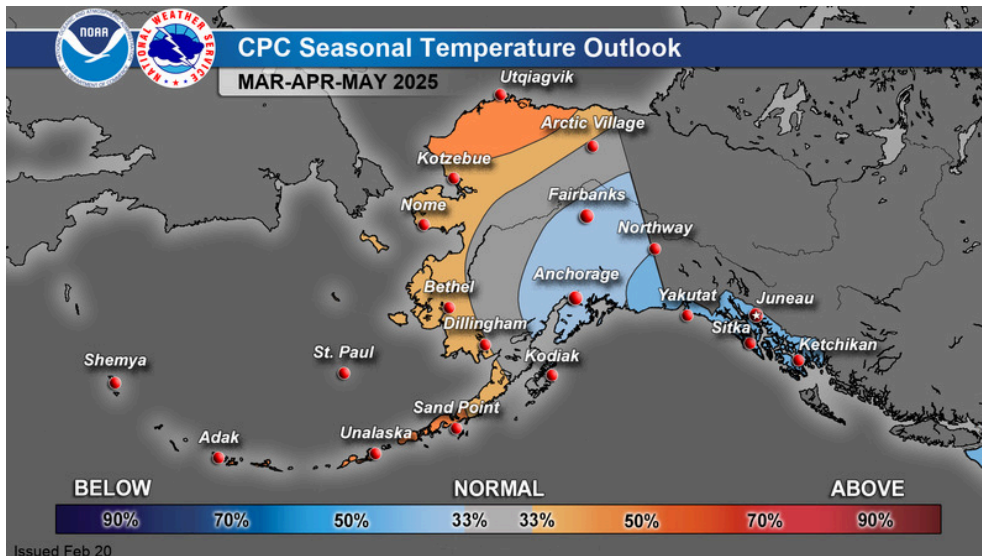 NOAA
NATIONAL WEATHER SERVICE
CPC Seasonal Temperature Outlook
MAR-APR-MAY 2025
Utqiagvik
Arctic Village
Kotzebue
Fairbanks
Nome
Northway
Anchorage
Bethel
Yakutat
Juneau
Dillingham
Sitka
Ketchikan
St. Paul
Kodiak
Shemya
Sand Point
Unalaska
Adak
BELOW NORMAL ABOVE
90% 70% 50% 33% 33% 50% 70% 90%
Issued Feb 20